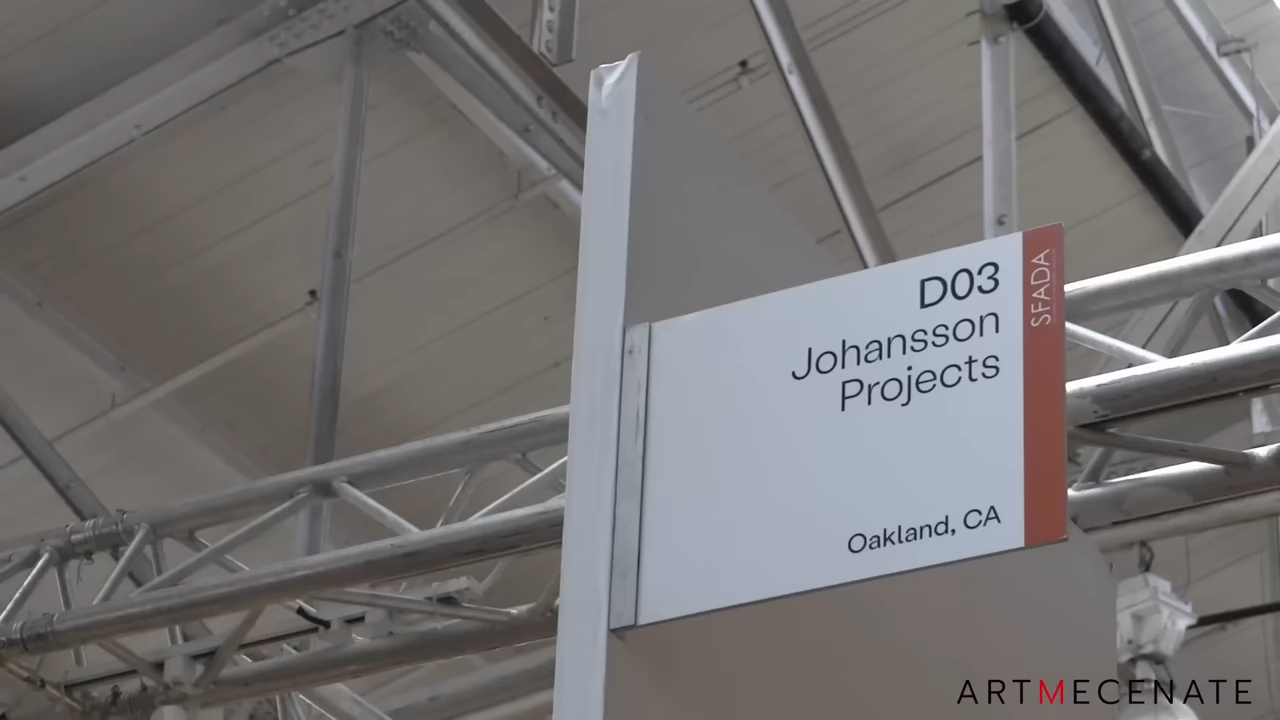 D03
Johansson
Projects
Oakland, CA
SFADA
ARTMECENATE